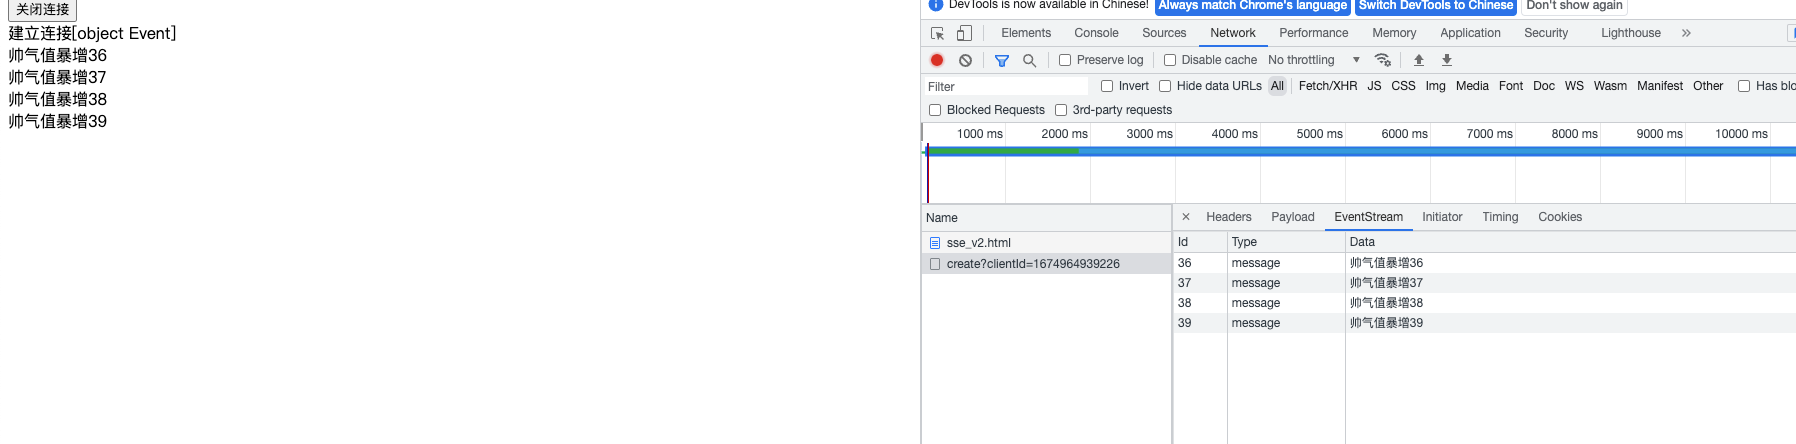 关闭连接
建立连接[object Event]
帅气值暴增36
帅气值暴增37
帅气值暴增38
帅气值暴增39
DevTools is now available in Chinese! Always match Chrome's language Switch DevTools to Chinese Don't show again
Elements Console Sources Network Performance Memory Application Security Lighthouse »
Preserve log Disable cache No throttling
Filter Invert Hide data URLs All Fetch/XHR JS CSS Img Media Font Doc WS Wasm Manifest Other Has blo
Blocked Requests 3rd-party requests
1000 ms 2000 ms 3000 ms 4000 ms 5000 ms 6000 ms 7000 ms 8000 ms 9000 ms 10000 ms
Name × Headers Payload EventStream Initiator Timing Cookies
sse_v2.html
create?clientId=1674964939226
Id Type Data
36 message 帅气值暴增36
37 message 帅气值暴增37
38 message 帅气值暴增38
39 message 帅气值暴增39